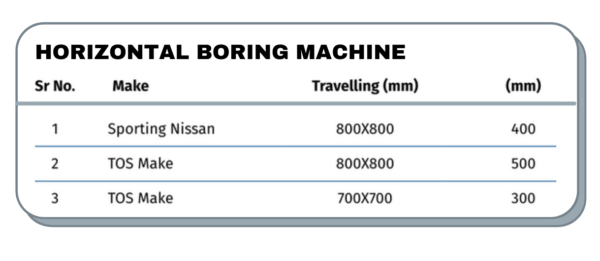 HORIZONTAL BORING MACHINE
Sr No. Make Travelling (mm) (mm)
1 Sporting Nissan 800X800 400
2 TOS Make 800X800 500
3 TOS Make 700X700 300